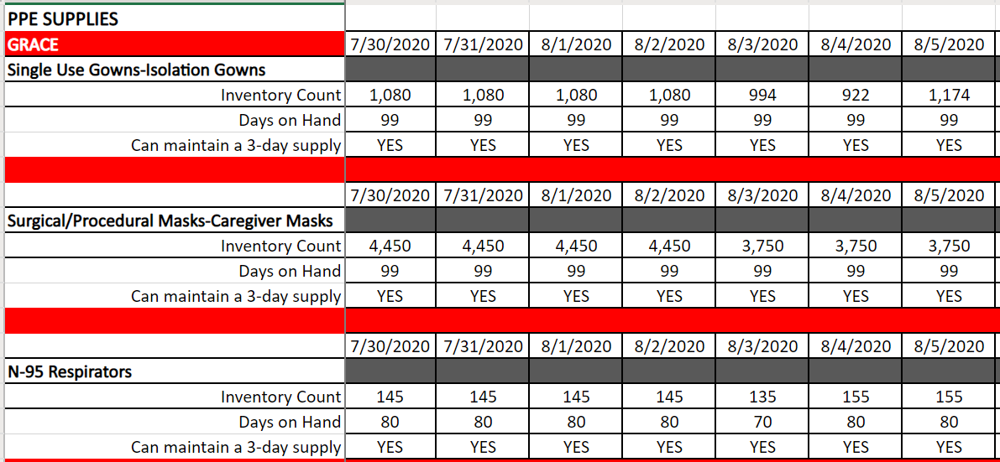 PPE SUPPLIES
GRACE 7/30/2020 7/31/2020 8/1/2020 8/2/2020 8/3/2020 8/4/2020 8/5/2020
Single Use Gowns-Isolation Gowns
Inventory Count 1,080 1,080 1,080 1,080 994 922 1,174
Days on Hand 99 99 99 99 99 99 99
Can maintain a 3-day supply YES YES YES YES YES YES YES
7/30/2020 7/31/2020 8/1/2020 8/2/2020 8/3/2020 8/4/2020 8/5/2020
Surgical/Procedural Masks-Caregiver Masks
Inventory Count 4,450 4,450 4,450 4,450 3,750 3,750 3,750
Days on Hand 99 99 99 99 99 99 99
Can maintain a 3-day supply YES YES YES YES YES YES YES
7/30/2020 7/31/2020 8/1/2020 8/2/2020 8/3/2020 8/4/2020 8/5/2020
N-95 Respirators
Inventory Count 145 145 145 145 135 155 155
Days on Hand 80 80 80 80 70 80 80
Can maintain a 3-day supply YES YES YES YES YES YES YES